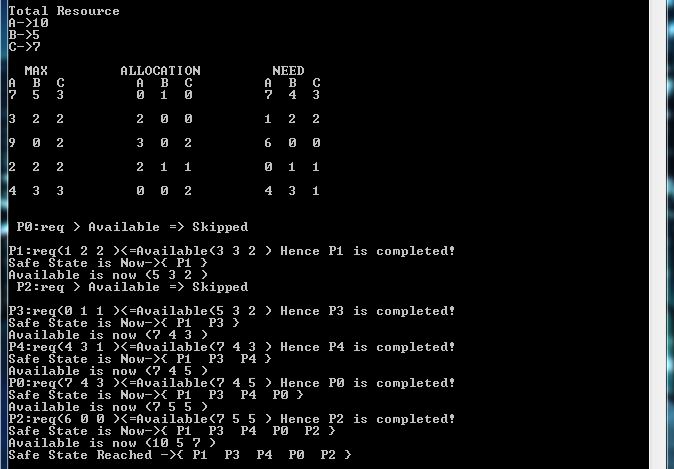 Total Resource
A->10
B->5
C->7
MAX ALLOCATION NEED
A B C A B C A B C
7 5 3 0 1 0 7 4 3
3 2 2 2 0 0 1 2 2
9 0 2 3 0 2 6 0 0
2 2 2 2 1 1 0 1 1
4 3 3 0 0 2 4 3 1
P0:req > Available => Skipped
P1:req(1 2 2 )<=Available(3 3 2 ) Hence P1 is completed!
Safe State is Now->{ P1 }
Available is now (5 3 2 )
P2:req > Available => Skipped
P3:req(0 1 1 )<=Available(5 3 2 ) Hence P3 is completed!
Safe State is Now->{ P1 P3 }
Available is now (7 4 3 )
P4:req(4 3 1 )<=Available(7 4 3 ) Hence P4 is completed!
Safe State is Now->{ P1 P3 P4 }
Available is now (7 4 5 )
P0:req(7 4 3 )<=Available(7 4 5 ) Hence P0 is completed!
Safe State is Now->{ P1 P3 P4 P0 }
Available is now (7 5 5 )
P2:req(6 0 0 )<=Available(7 5 5 ) Hence P2 is completed!
Safe State is Now->{ P1 P3 P4 P0 P2 }
Available is now (10 5 7 )
Safe State Reached ->{ P1 P3 P4 P0 P2 }